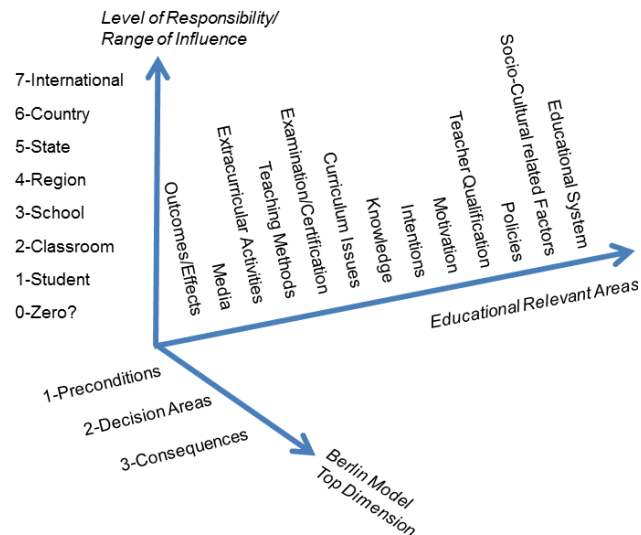 Level of Responsibility/
Range of Influence
7-International
6-Country
5-State
4-Region
3-School
2-Classroom
1-Student
0-Zero?
Outcomes/Effects
Media
Extracurricular Activities
Teaching Methods
Examination/Certification
Curriculum Issues
Knowledge
Intentions
Motivation
Teacher Qualification
Policies
Socio-Cultural related Factors
Educational System
Educational Relevant Areas
1-Preconditions
2-Decision Areas
3-Consequences
Berlin Model
Top Dimension